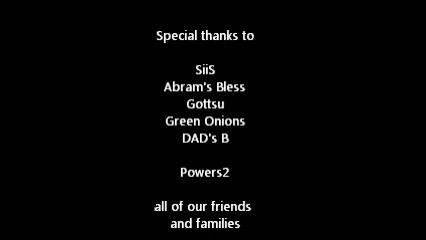 Special thanks to
SiiS
Abram's Bless
Gottsu
Green Onions
DAD's B
Powers2
all of our friends
and families